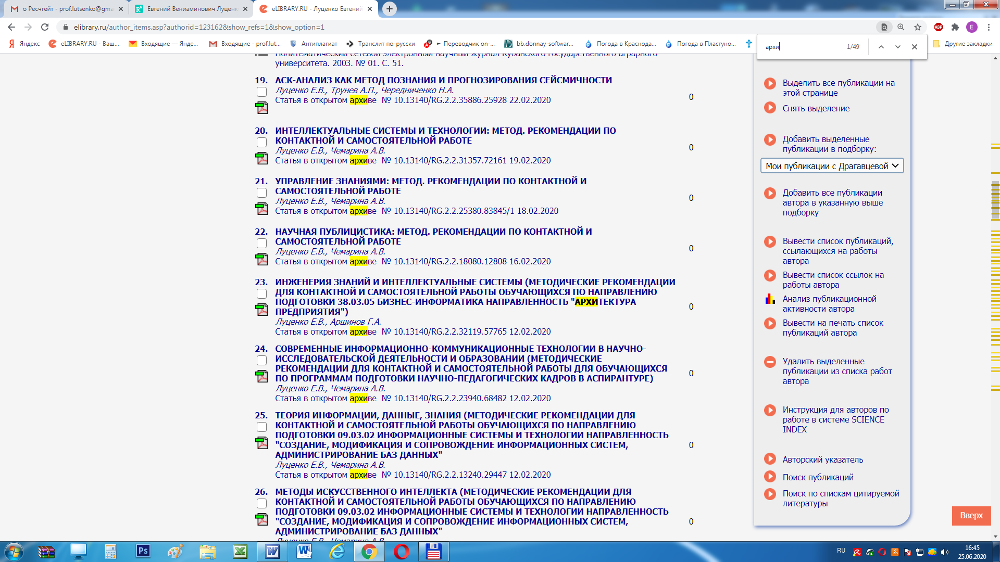 о Ресчгейт - prof.lutsenko@gma
Евгений Вениаминович Луценко
eLIBRARY.RU - Луценко Евгений
elibrary.ru/author_items.asp?authorid=123162&show_refs=1&show_option=1
ABP
E
Яндекс
eLIBRARY.RU - Ваш...
Входящие — Янде...
Входящие - prof.lut...
Антиплагиат
Транслит по-русски
► Переводчик on-...
bb.donnay-softwar...
Погода в Краснода...
Погода в Пластуно...
Другие закладки
архи 1/49
Политематический сетевой электронный научный журнал Кубанского государственного аграрного
университета. 2003. № 01. С. 51.
19. АСК-АНАЛИЗ КАК МЕТОД ПОЗНАНИЯ И ПРОГНОЗИРОВАНИЯ СЕЙСМИЧНОСТИ
Луценко Е.В., Трунев А.П., Чередниченко Н.А.
Статья в открытом архиве № 10.13140/RG.2.2.35886.25928 22.02.2020
0
20. ИНТЕЛЛЕКТУАЛЬНЫЕ СИСТЕМЫ И ТЕХНОЛОГИИ: МЕТОД. РЕКОМЕНДАЦИИ ПО
КОНТАКТНОЙ И САМОСТОЯТЕЛЬНОЙ РАБОТЕ
Луценко Е.В., Чемарина А.В.
Статья в открытом архиве № 10.13140/RG.2.2.31357.72161 19.02.2020
0
21. УПРАВЛЕНИЕ ЗНАНИЯМИ: МЕТОД. РЕКОМЕНДАЦИИ ПО КОНТАКТНОЙ И
САМОСТОЯТЕЛЬНОЙ РАБОТЕ
Луценко Е.В., Чемарина А.В.
Статья в открытом архиве № 10.13140/RG.2.2.25380.83845/1 18.02.2020
0
22. НАУЧНАЯ ПУБЛИЦИСТИКА: МЕТОД. РЕКОМЕНДАЦИИ ПО КОНТАКТНОЙ И
САМОСТОЯТЕЛЬНОЙ РАБОТЕ
Луценко Е.В., Чемарина А.В.
Статья в открытом архиве № 10.13140/RG.2.2.18080.12808 16.02.2020
0
23. ИНЖЕНЕРИЯ ЗНАНИЙ И ИНТЕЛЛЕКТУАЛЬНЫЕ СИСТЕМЫ (МЕТОДИЧЕСКИЕ РЕКОМЕНДАЦИИ
ДЛЯ КОНТАКТНОЙ И САМОСТОЯТЕЛЬНОЙ РАБОТЫ ОБУЧАЮЩИХСЯ ПО НАПРАВЛЕНИЮ
ПОДГОТОВКИ 38.03.05 БИЗНЕС-ИНФОРМАТИКА НАПРАВЛЕННОСТЬ "АРХИТЕКТУРА
ПРЕДПРИЯТИЯ")
Луценко Е.В., Аршинов Г.А.
Статья в открытом архиве № 10.13140/RG.2.2.32119.57765 12.02.2020
0
24. СОВРЕМЕННЫЕ ИНФОРМАЦИОННО-КОММУНИКАЦИОННЫЕ ТЕХНОЛОГИИ В НАУЧНО-
ИССЛЕДОВАТЕЛЬСКОЙ ДЕЯТЕЛЬНОСТИ И ОБРАЗОВАНИИ (МЕТОДИЧЕСКИЕ
РЕКОМЕНДАЦИИ ДЛЯ КОНТАКТНОЙ И САМОСТОЯТЕЛЬНОЙ РАБОТЫ ДЛЯ ОБУЧАЮЩИХСЯ
ПО ПРОГРАММАМ ПОДГОТОВКИ НАУЧНО-ПЕДАГОГИЧЕСКИХ КАДРОВ В АСПИРАНТУРЕ)
Луценко Е.В., Чемарина А.В.
Статья в открытом архиве № 10.13140/RG.2.2.23940.68482 12.02.2020
0
25. ТЕОРИЯ ИНФОРМАЦИИ, ДАННЫЕ, ЗНАНИЯ (МЕТОДИЧЕСКИЕ РЕКОМЕНДАЦИИ ДЛЯ
КОНТАКТНОЙ И САМОСТОЯТЕЛЬНОЙ РАБОТЫ ОБУЧАЮЩИХСЯ ПО НАПРАВЛЕНИЮ
ПОДГОТОВКИ 09.03.02 ИНФОРМАЦИОННЫЕ СИСТЕМЫ И ТЕХНОЛОГИИ НАПРАВЛЕННОСТЬ
"СОЗДАНИЕ, МОДИФИКАЦИЯ И СОПРОВОЖДЕНИЕ ИНФОРМАЦИОННЫХ СИСТЕМ,
АДМИНИСТРИРОВАНИЕ БАЗ ДАННЫХ"
Луценко Е.В., Чемарина А.В.
Статья в открытом архиве № 10.13140/RG.2.2.13240.29447 12.02.2020
0
26. МЕТОДЫ ИСКУССТВЕННОГО ИНТЕЛЛЕКТА (МЕТОДИЧЕСКИЕ РЕКОМЕНДАЦИИ ДЛЯ
КОНТАКТНОЙ И САМОСТОЯТЕЛЬНОЙ РАБОТЫ ОБУЧАЮЩИХСЯ ПО НАПРАВЛЕНИЮ
ПОДГОТОВКИ 09.03.02 ИНФОРМАЦИОННЫЕ СИСТЕМЫ И ТЕХНОЛОГИИ НАПРАВЛЕННОСТЬ
"СОЗДАНИЕ, МОДИФИКАЦИЯ И СОПРОВОЖДЕНИЕ ИНФОРМАЦИОННЫХ СИСТЕМ,
АДМИНИСТРИРОВАНИЕ БАЗ ДАННЫХ"
Луценко Е.В., Чемарина А.В.
0
Выделить все публикации на
этой странице
Снять выделение
Добавить выделенные
публикации в подборку:
Мои публикации с Драгавцевой
Добавить все публикации
автора в указанную выше
подборку
Вывести список публикаций,
ссылающихся на работы
автора
Вывести список ссылок на
работы автора
Анализ публикационной
активности автора
Вывести на печать список
публикаций автора
Удалить выделенные
публикации из списка работ
автора
Инструкция для авторов по
работе в системе SCIENCE
INDEX
Авторский указатель
Поиск публикаций
Поиск по спискам цитируемой
литературы
Вверх
Ps
RU
16:45
25.06.2020